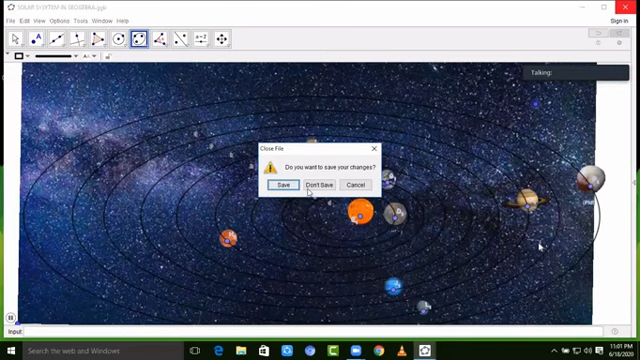 SOLAR SYSTEM IN GEOGEBAA.ggb
File Edit View Options Tools Window Help
Sign in
a=2
Talking:
Close File
Do you want to save your changes?
Save Don't Save Cancel
Input:
Search the web and Windows
11:01 PM
6/18/2020